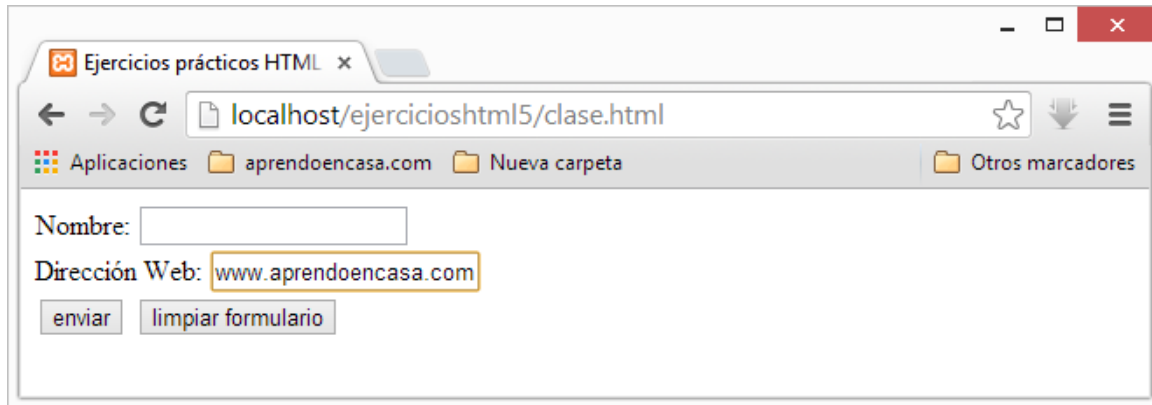 Ejercicios prácticos HTML
localhost/ejercicioshtml5/clase.html
Aplicaciones aprendoencasa.com Nueva carpeta Otros marcadores
Nombre:
Dirección Web: www.aprendoencasa.com
enviar limpiar formulario